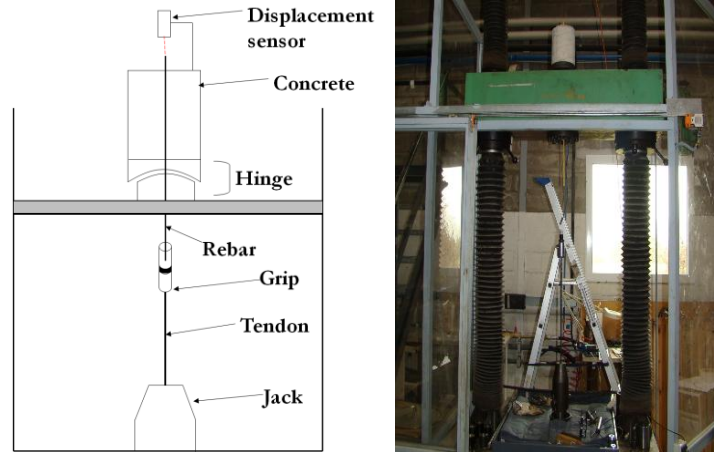 Displacement
sensor
Concrete
Hinge
Rebar
Grip
Tendon
Jack